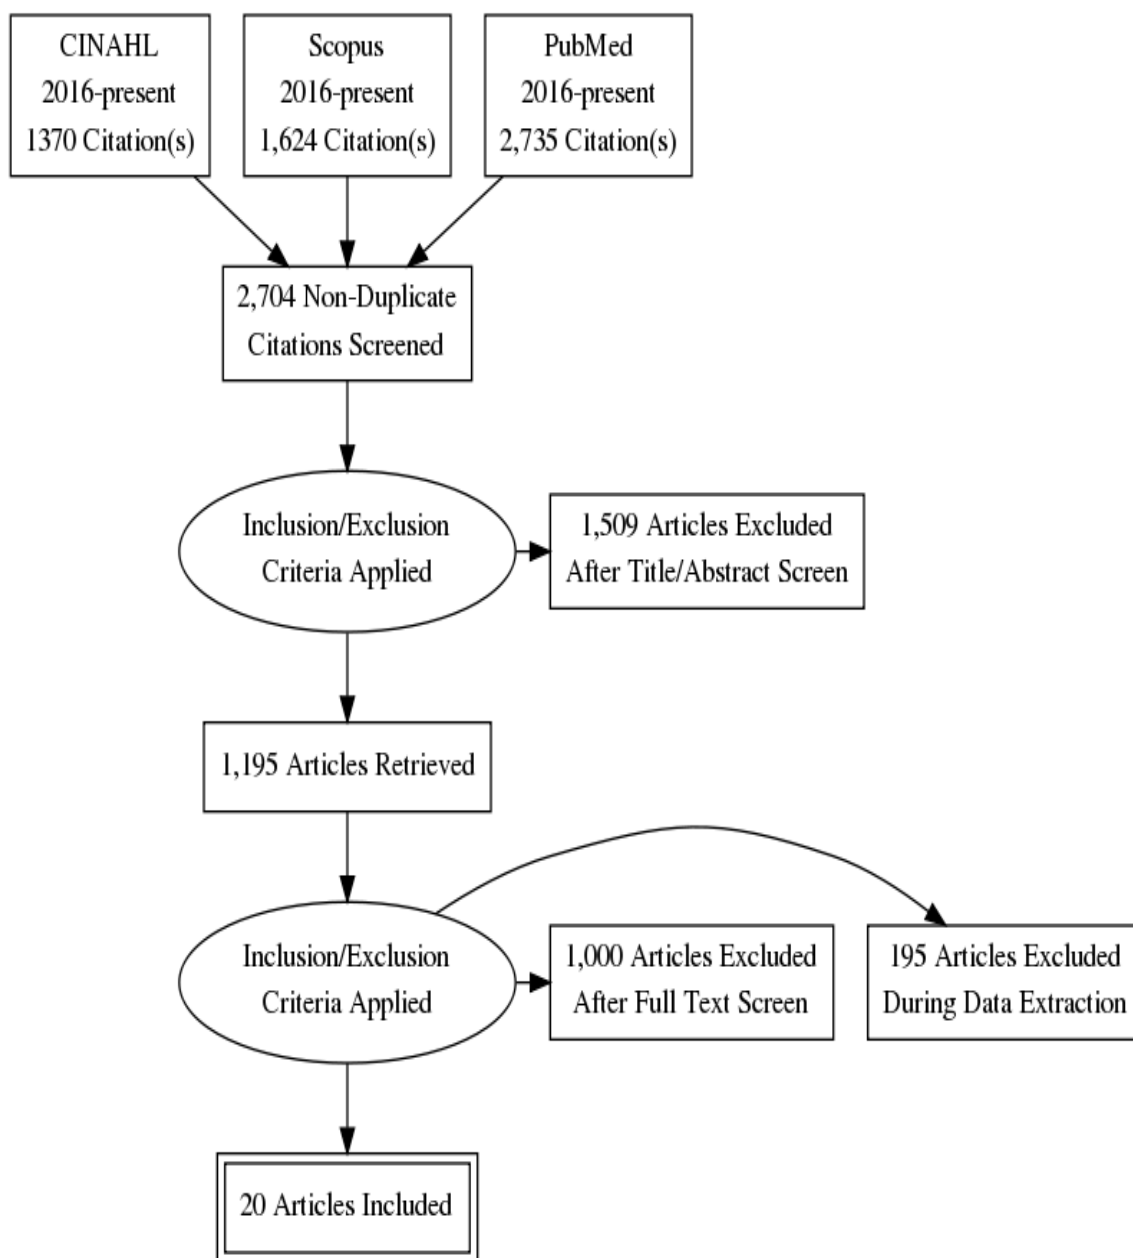 CINAHL
2016-present
1370 Citation(s)
Scopus
2016-present
1,624 Citation(s)
PubMed
2016-present
2,735 Citation(s)
2,704 Non-Duplicate
Citations Screened
Inclusion/Exclusion
Criteria Applied
1,509 Articles Excluded
After Title/Abstract Screen
1,195 Articles Retrieved
Inclusion/Exclusion
Criteria Applied
1,000 Articles Excluded
After Full Text Screen
195 Articles Excluded
During Data Extraction
20 Articles Included